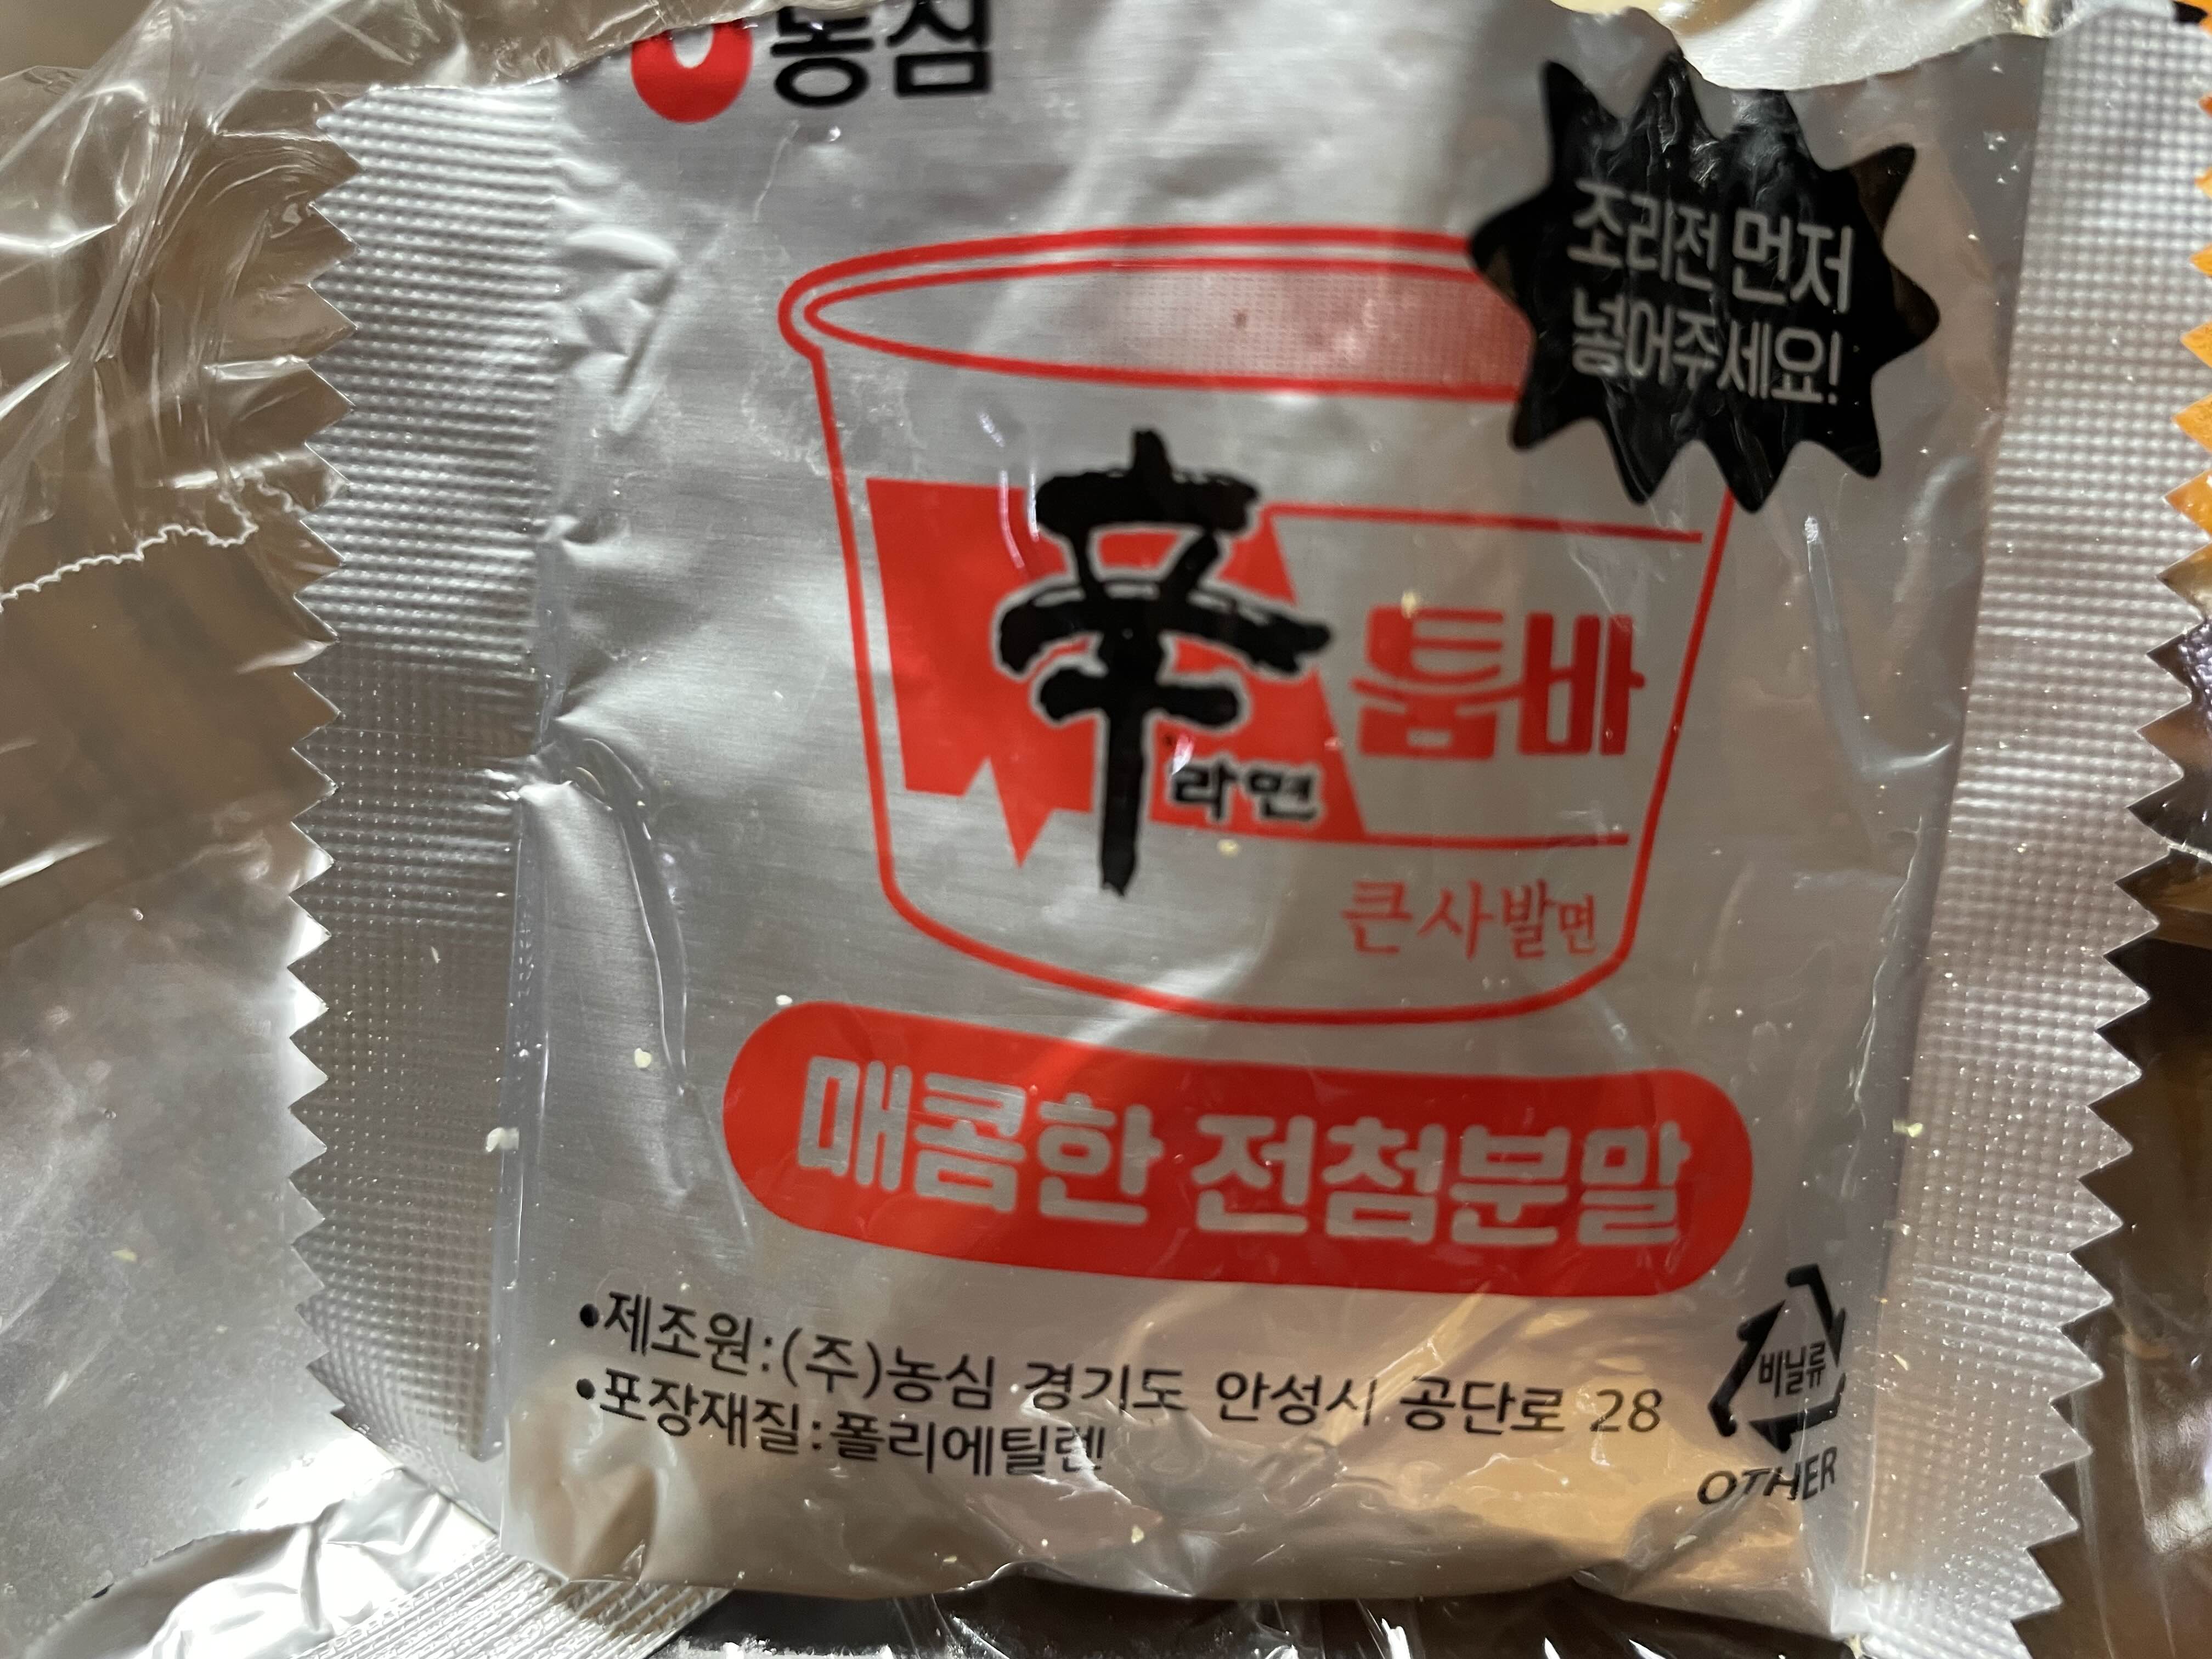 농심
조리전 먼저
넣어주세요!
辛
라면
툼바
큰사발면
매콤한 전첨분말
•제조원:(주)농심 경기도 안성시 공단로 28
•포장재질:폴리에틸렌
비닐류
OTHER